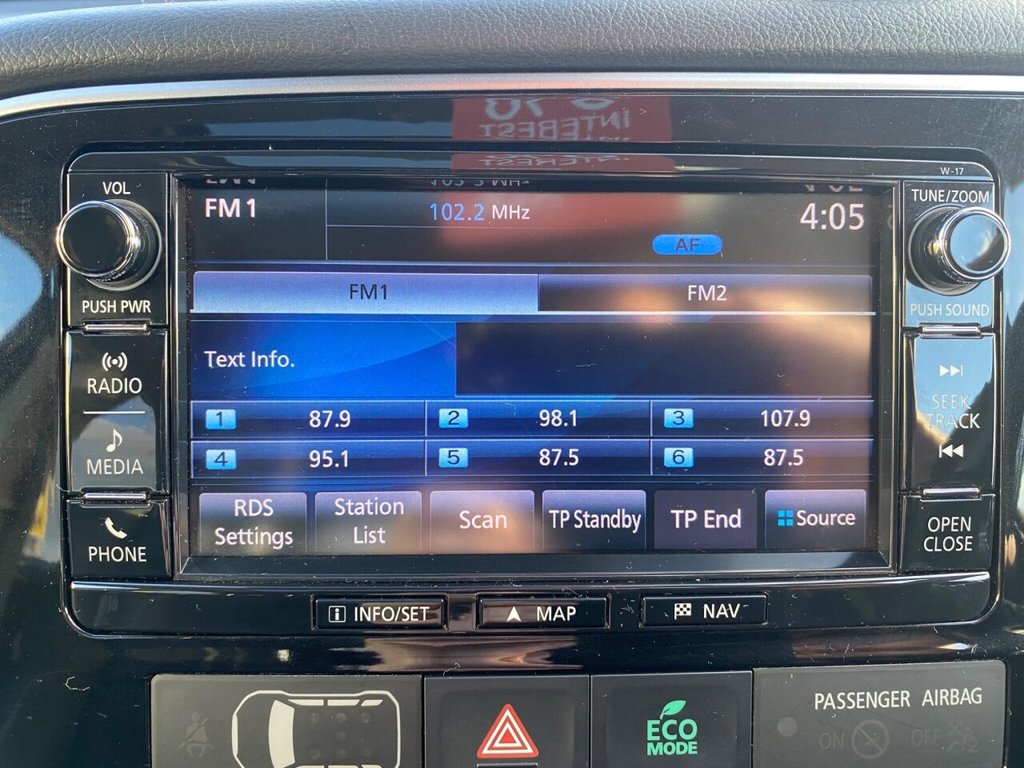 INTEREST
INTEREST
W-17
VOL
TUNE/ZOOM
FM1
102.2 MHz
4:05
AF
PUSH PWR
PUSH SOUND
FM1 FM2
RADIO
Text Info.
SEEK
TRACK
1 87.9 2 98.1 3 107.9
4 95.1 5 87.5 6 87.5
MEDIA
RDS
Settings
Station
List
Scan
TP Standby
TP End
Source
PHONE
OPEN
CLOSE
INFO/SET
MAP
NAV
PASSENGER AIRBAG
ON OFF
ECO
MODE